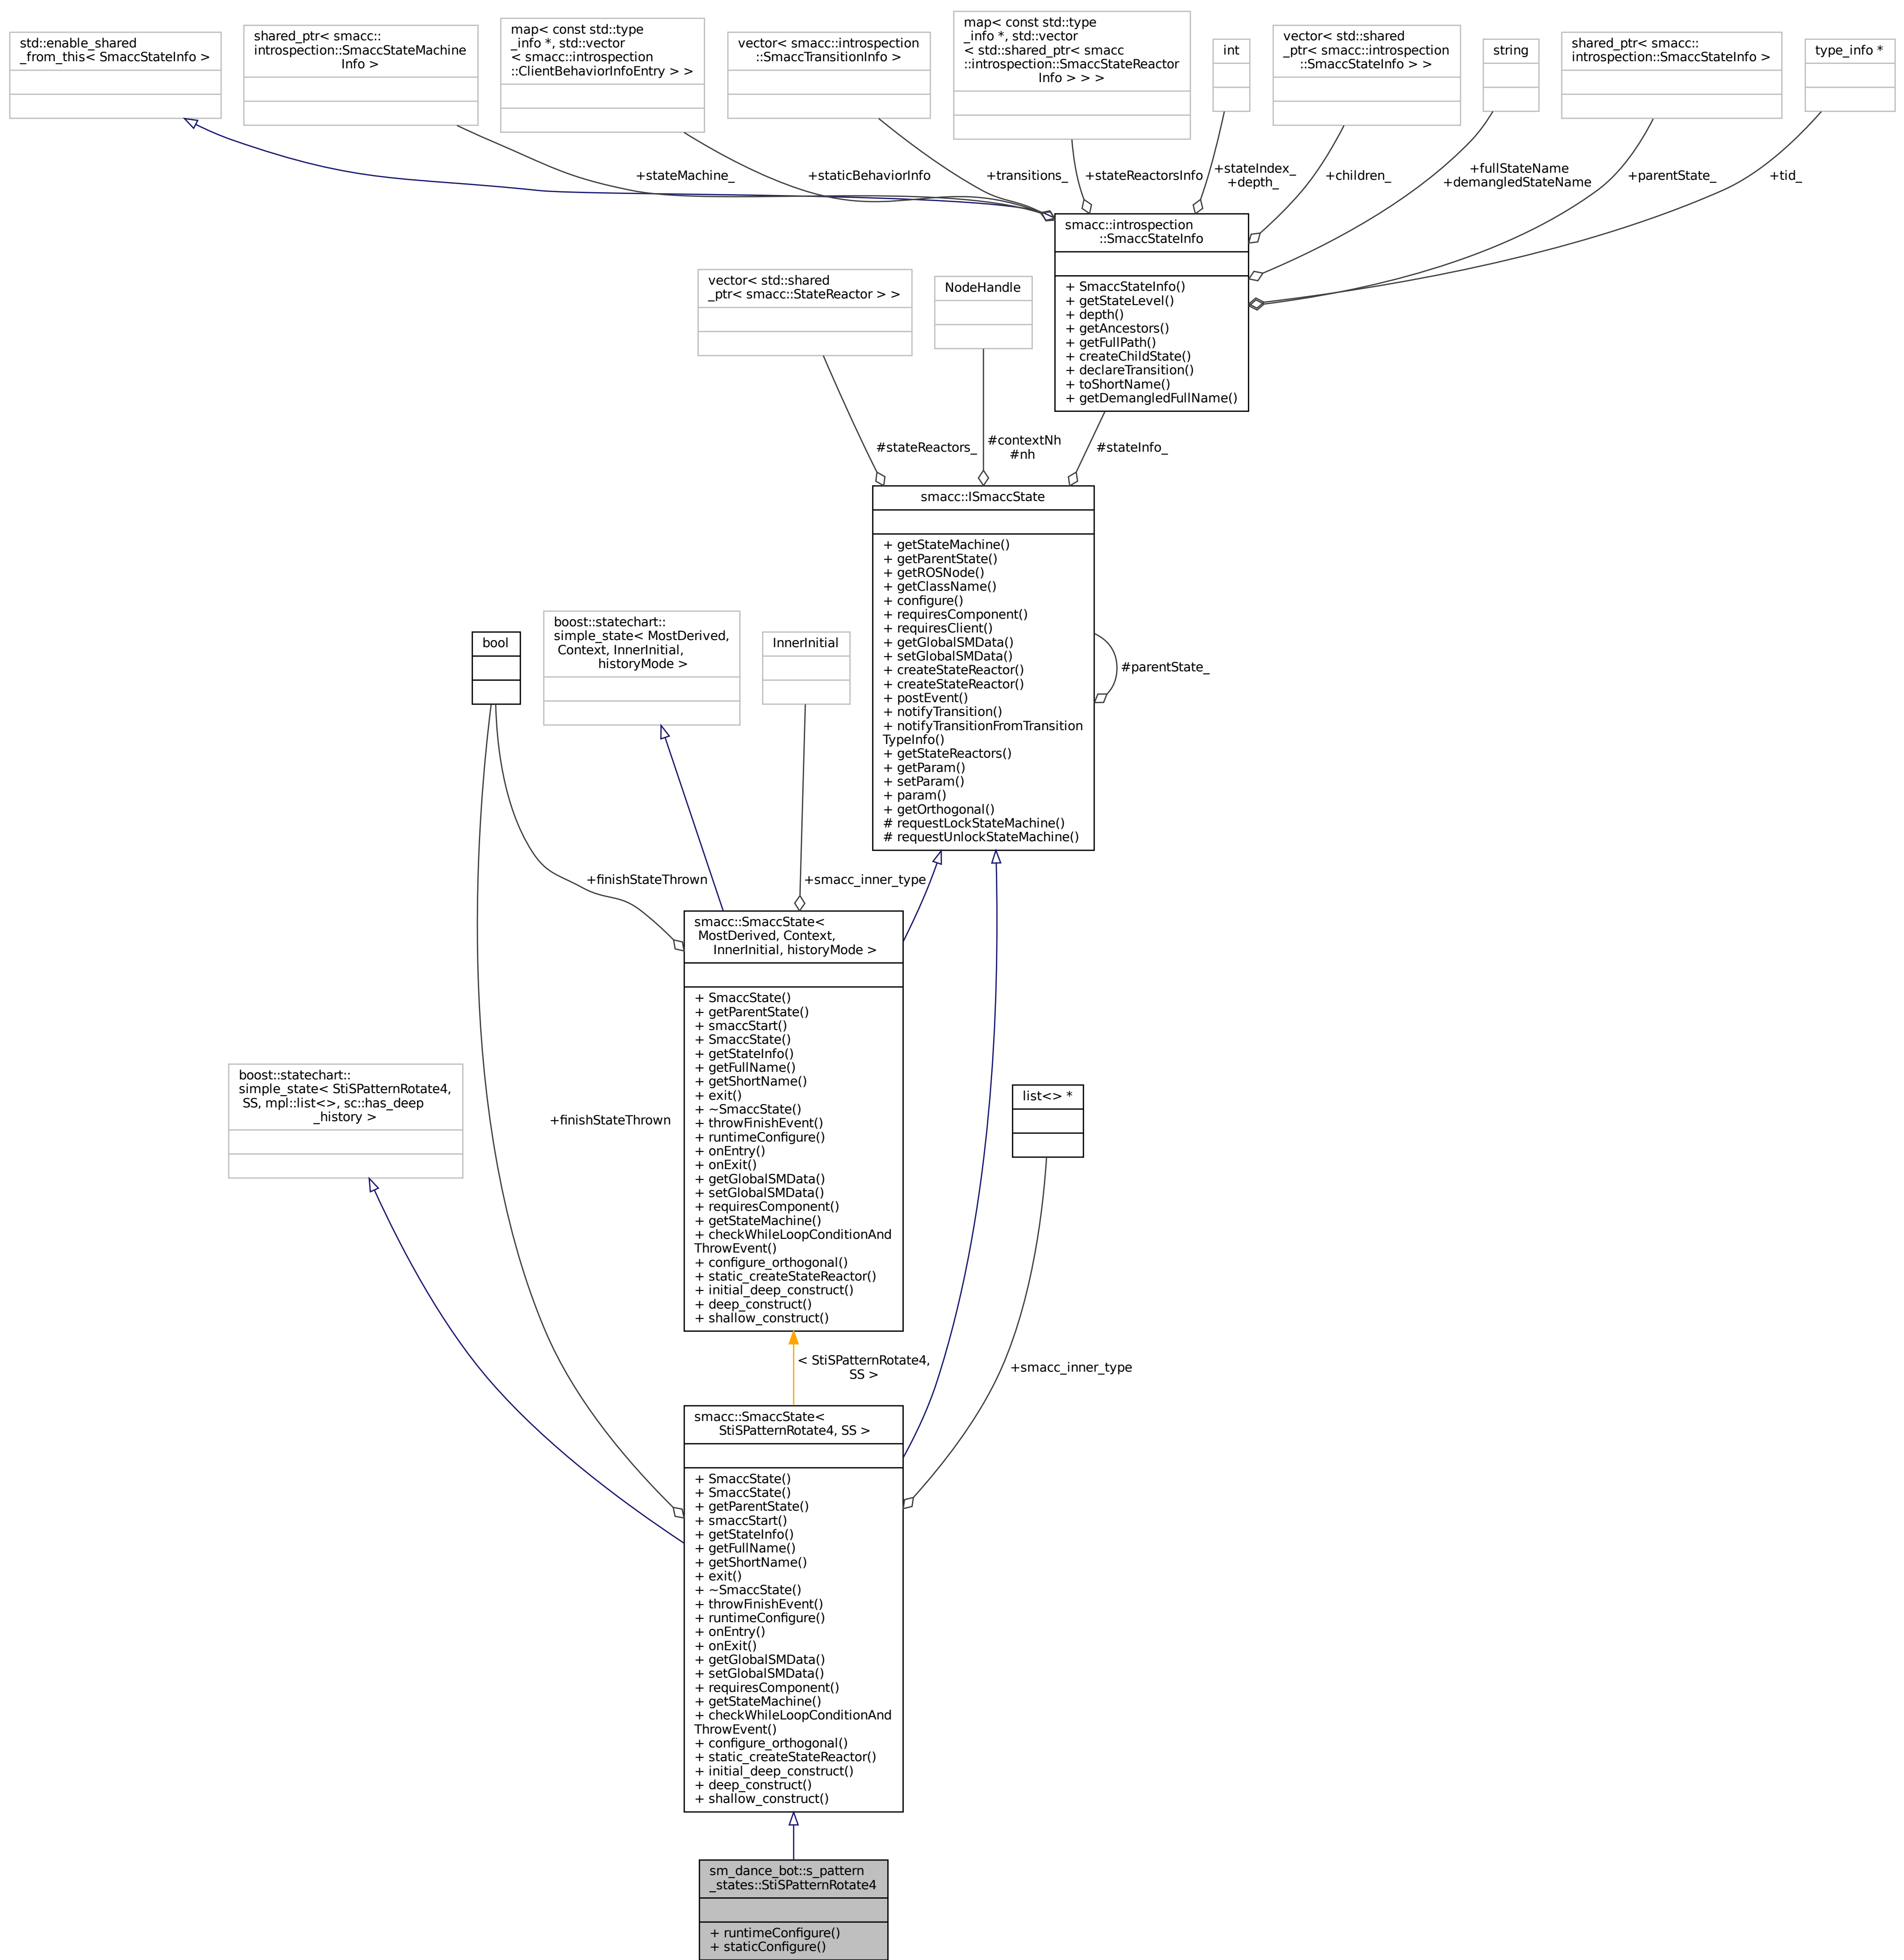 std::enable_shared
_from_this< SmaccStateInfo >
shared_ptr< smacc::
introspection::SmaccStateMachine
Info >
map< const std::type
_info *, std::vector
< smacc::introspection
::ClientBehaviorInfoEntry > >
vector< smacc::introspection
::SmaccTransitionInfo >
map< const std::type
_info *, std::vector
< std::shared_ptr< smacc
::introspection::SmaccStateReactor
Info > > >
int
vector< std::shared
_ptr< smacc::introspection
::SmaccStateInfo > >
string
shared_ptr< smacc::
introspection::SmaccStateInfo >
type_info *
+stateMachine_
+staticBehaviorInfo
+transitions_
+stateReactorsInfo
+stateIndex_
+depth_
+children_
+fullStateName
+demangledStateName
+parentState_
+tid_
smacc::introspection
::SmaccStateInfo
+ SmaccStateInfo()
+ getStateLevel()
+ depth()
+ getAncestors()
+ getFullPath()
+ createChildState()
+ declareTransition()
+ toShortName()
+ getDemangledFullName()
vector< std::shared
_ptr< smacc::StateReactor > >
NodeHandle
#stateReactors_
#contextNh
#nh
#stateInfo_
smacc::ISmaccState
+ getStateMachine()
+ getParentState()
+ getROSNode()
+ getClassName()
+ configure()
+ requiresComponent()
+ requiresClient()
+ getGlobalSMData()
+ setGlobalSMData()
+ createStateReactor()
+ createStateReactor()
+ postEvent()
+ notifyTransition()
+ notifyTransitionFromTransition
TypeInfo()
+ getStateReactors()
+ getParam()
+ setParam()
+ param()
+ getOrthogonal()
# requestLockStateMachine()
# requestUnlockStateMachine()
#parentState_
bool
boost::statechart::
simple_state< MostDerived,
Context, InnerInitial,
historyMode >
InnerInitial
+finishStateThrown
+smacc_inner_type
smacc::SmaccState<
MostDerived, Context,
InnerInitial, historyMode >
+ SmaccState()
+ getParentState()
+ smaccStart()
+ SmaccState()
+ getStateInfo()
+ getFullName()
+ getShortName()
+ exit()
+ ~SmaccState()
+ throwFinishEvent()
+ runtimeConfigure()
+ onEntry()
+ onExit()
+ getGlobalSMData()
+ setGlobalSMData()
+ requiresComponent()
+ getStateMachine()
+ checkWhileLoopConditionAnd
ThrowEvent()
+ configure_orthogonal()
+ static_createStateReactor()
+ initial_deep_construct()
+ deep_construct()
+ shallow_construct()
boost::statechart::
simple_state< StiSPatternRotate4,
SS, mpl::list<>, sc::has_deep
_history >
+finishStateThrown
list<> *
< StiSPatternRotate4,
SS >
+smacc_inner_type
smacc::SmaccState<
StiSPatternRotate4, SS >
+ SmaccState()
+ SmaccState()
+ getParentState()
+ smaccStart()
+ getStateInfo()
+ getFullName()
+ getShortName()
+ exit()
+ ~SmaccState()
+ throwFinishEvent()
+ runtimeConfigure()
+ onEntry()
+ onExit()
+ getGlobalSMData()
+ setGlobalSMData()
+ requiresComponent()
+ getStateMachine()
+ checkWhileLoopConditionAnd
ThrowEvent()
+ configure_orthogonal()
+ static_createStateReactor()
+ initial_deep_construct()
+ deep_construct()
+ shallow_construct()
sm_dance_bot::s_pattern
_states::StiSPatternRotate4
+ runtimeConfigure()
+ staticConfigure()